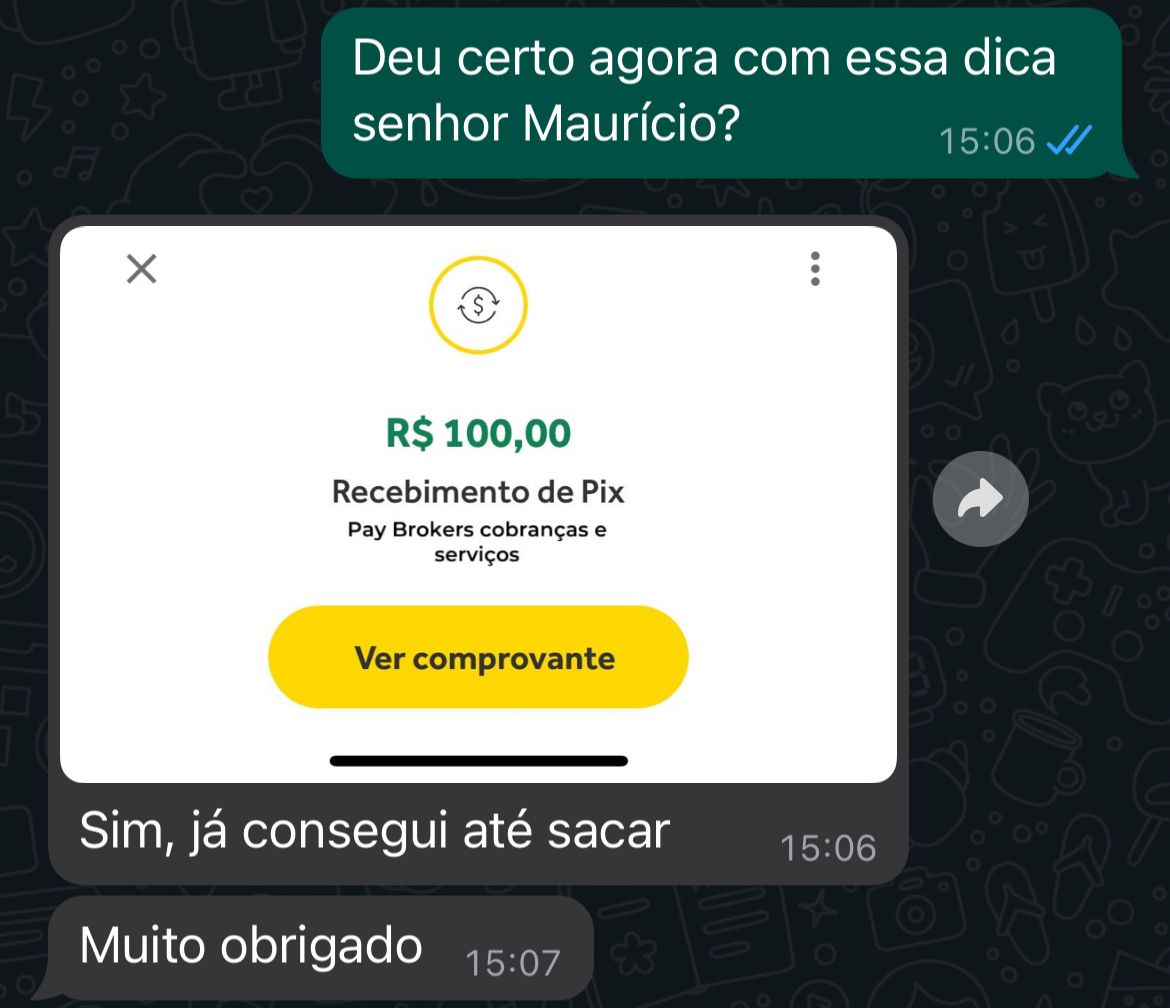 Deu certo agora com essa dica
senhor Maurício?
15:06
$
R$ 100,00
Recebimento de Pix
Pay Brokers cobranças e
serviços
Ver comprovante
Sim, já consegui até sacar
15:06
Muito obrigado
15:07